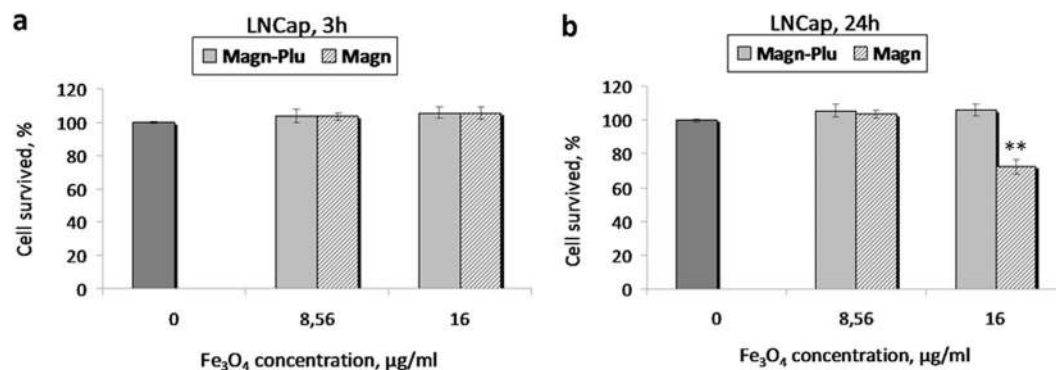 a
LNCap, 3h
Magn-Plu Magn
120
100
80
60
40
20
0
Cell survived, %
0 8,56 16
Fe₃O₄ concentration, µg/ml
b
LNCap, 24h
Magn-Plu Magn
120
100
80
60
40
20
0
Cell survived, %
**
0 8,56 16
Fe₃O₄ concentration, µg/ml